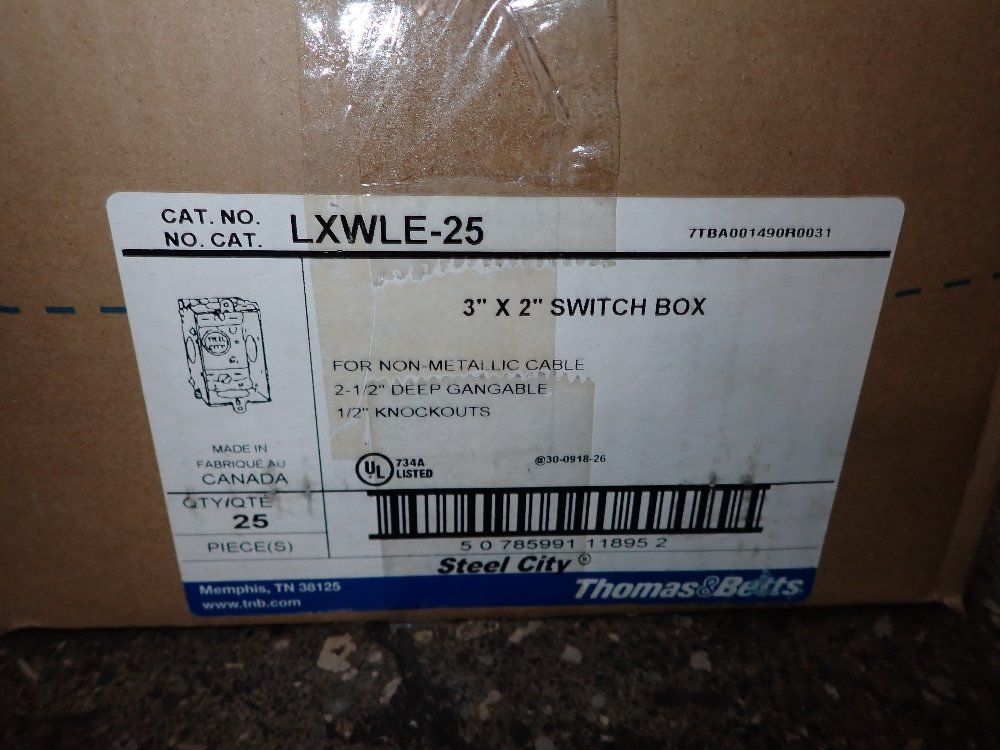 CAT. NO.
NO. CAT.
LXWLE-25
7TBA001490R0031
3" X 2" SWITCH BOX
FOR NON-METALLIC CABLE
2-1/2" DEEP GANGABLE
1/2" KNOCKOUTS
MADE IN
FABRIQUÉ AU
CANADA
UL
734A
LISTED
@30-0918-26
QTY/QTE
25
PIECE(S)
5 0 785991 11895 2
Steel City
Memphis, TN 38125
www.tnb.com
Thomas&Betts